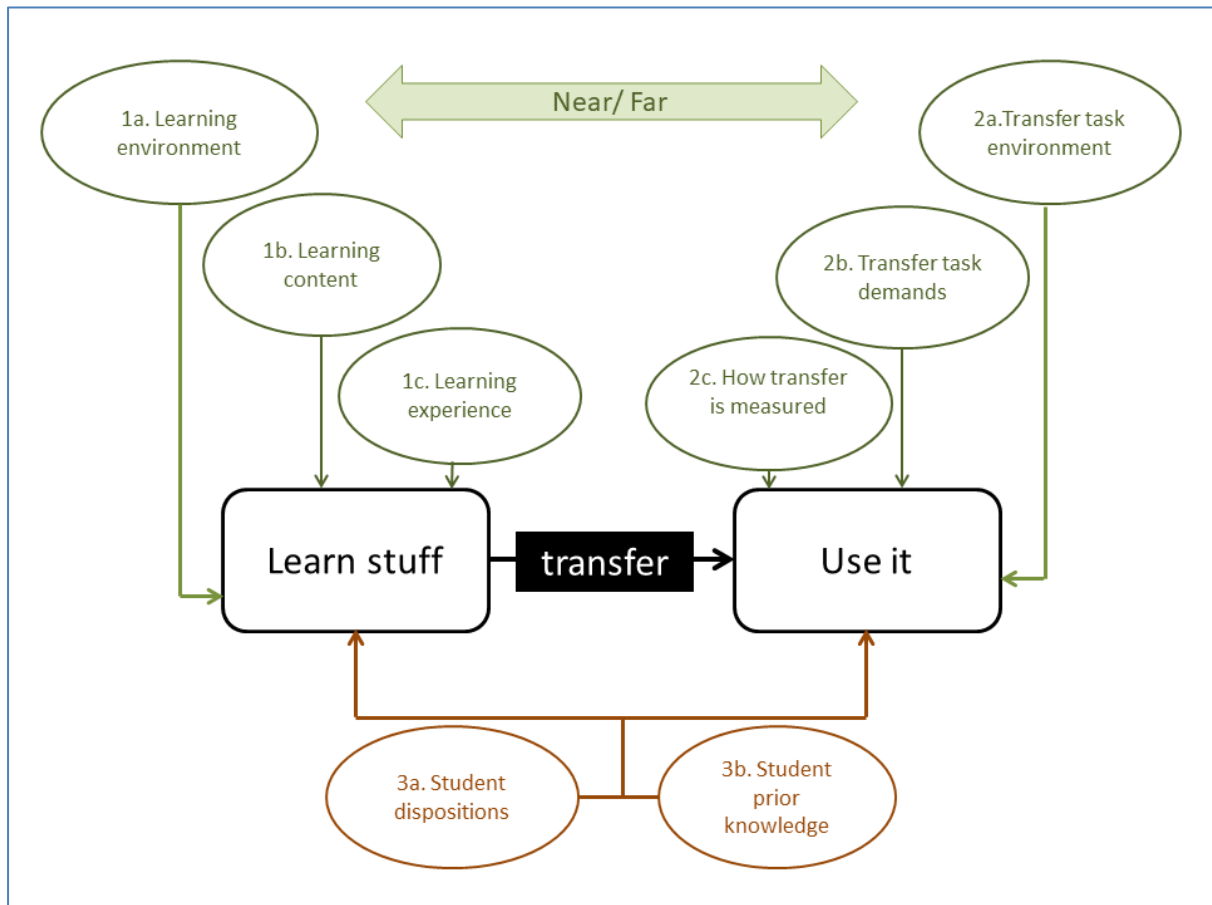 Near/ Far
1a. Learning
environment
2a.Transfer task
environment
1b. Learning
content
2b. Transfer task
demands
1c. Learning
experience
2c. How transfer
is measured
Learn stuff
transfer
Use it
3a. Student
dispositions
3b. Student
prior
knowledge